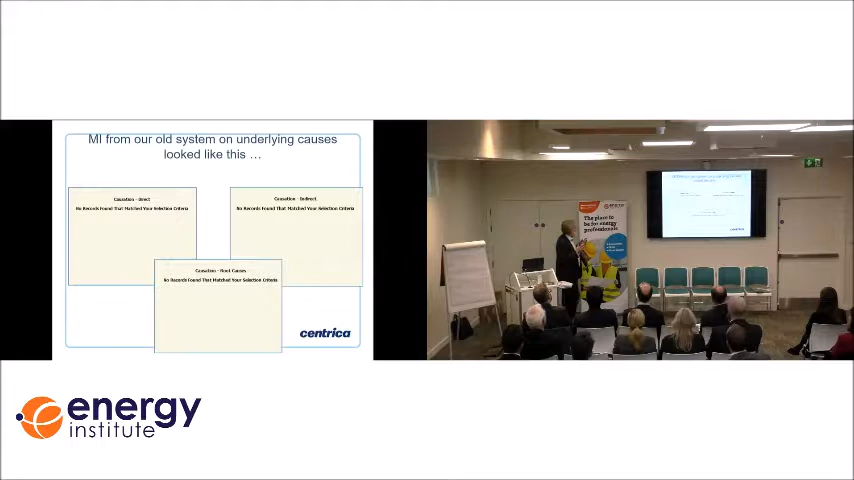 MI from our old system on underlying causes
looked like this …
Causation - Direct
No Records Found That Matched Your Selection Criteria
Causation - Indirect
No Records Found That Matched Your Selection Criteria
Causation - Root Causes
No Records Found That Matched Your Selection Criteria
centrica
energy
institute
energy
The place to
be for energy
professionals
centrica